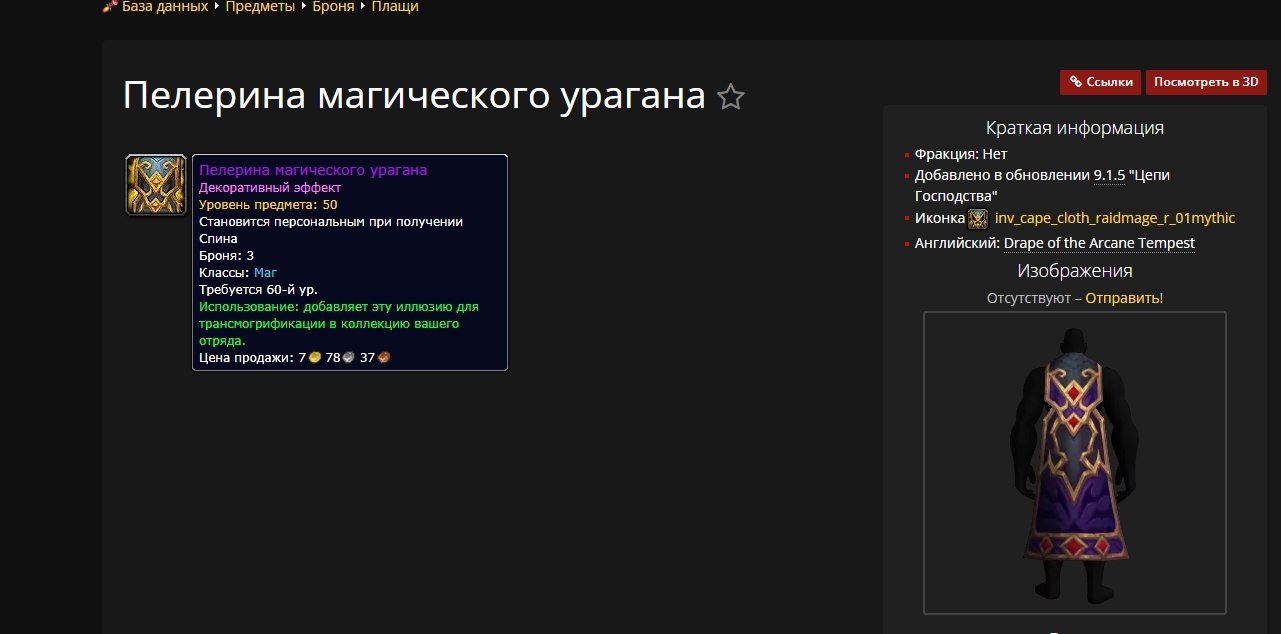 База данных ▸ Предметы ▸ Броня ▸ Плащи
Пелерина магического урагана
Ссылки
Посмотреть в 3D
Пелерина магического урагана
Декоративный эффект
Уровень предмета: 50
Становится персональным при получении
Спина
Броня: 3
Классы: Маг
Требуется 60-й ур.
Использование: добавляет эту иллюзию для
трансмогрификации в коллекцию вашего
отряда.
Цена продажи: 7 78 37
Краткая информация
Фракция: Нет
Добавлено в обновлении 9.1.5 "Цепи
Господства"
Иконка inv_cape_cloth_raidmage_r_01mythic
Английский: Drape of the Arcane Tempest
Изображения
Отсутствуют – Отправить!